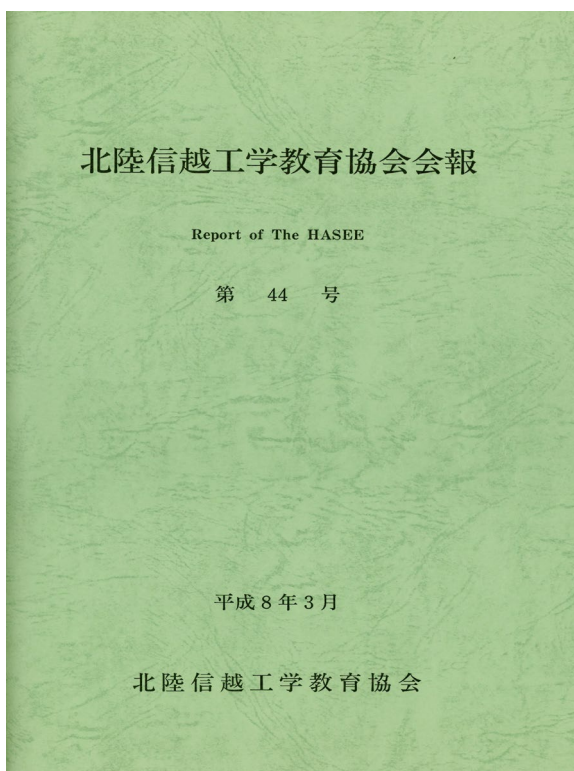 北陸信越工学教育協会会報
Report of The HASEE
第 44 号
平成8年3月
北陸信越工学教育協会